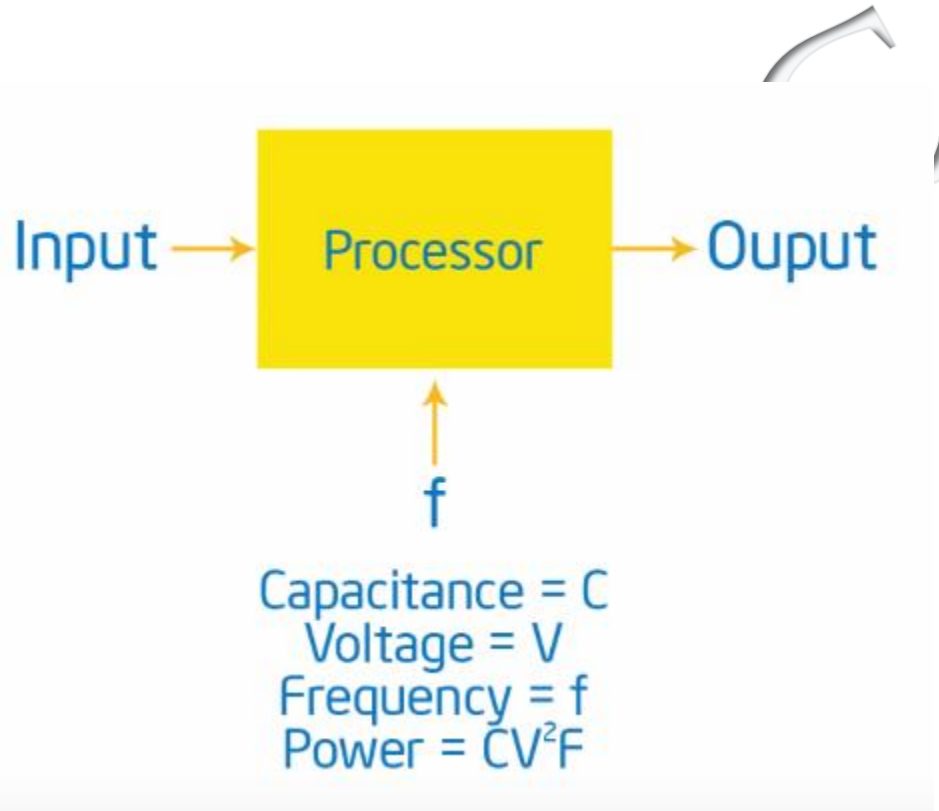 Input
Processor
Ouput
f
Capacitance = C
Voltage = V
Frequency = f
Power = CV²F